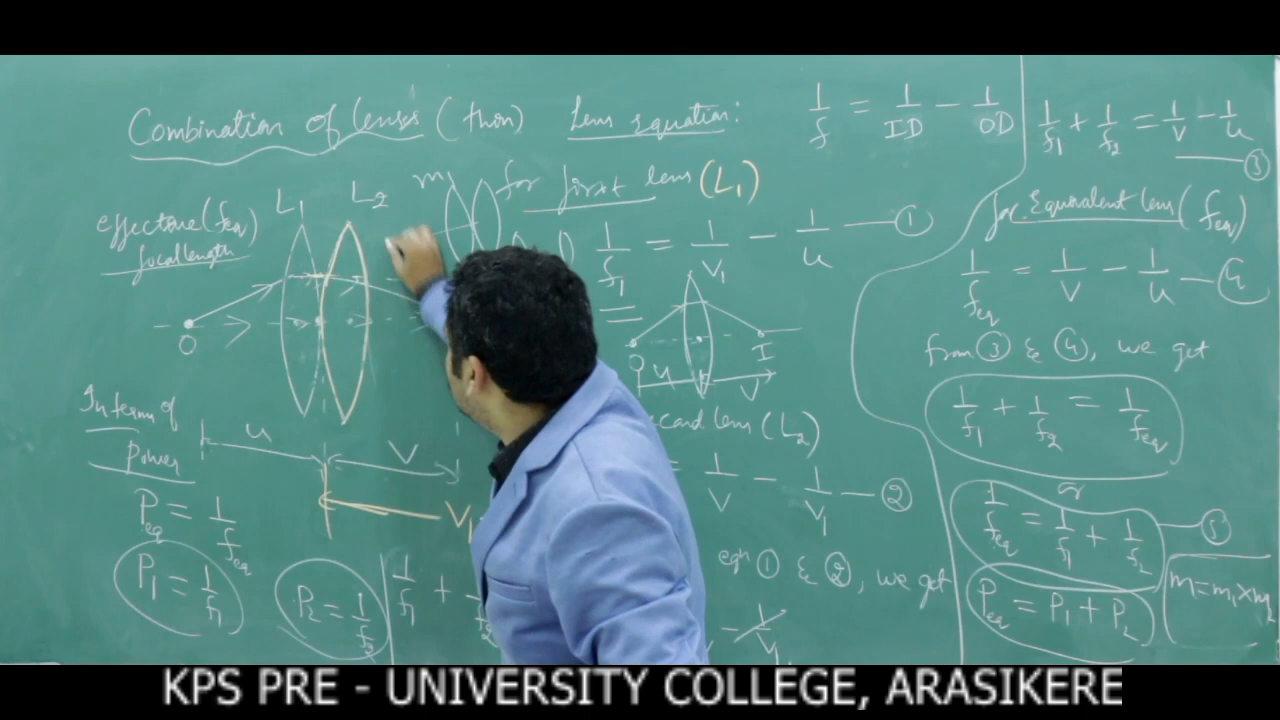 Combination of lenses (thin)
Lens equation:
1/f = 1/ID - 1/OD
effective (feq)
focal length
L1
L2
m1
O
u
v
V1
In terms of
Power
Peq = 1/feq
P1 = 1/f1
P2 = 1/f2
1/f1 +
for first lens (L1)
1/f1 = 1/V1 - 1/u — ①
O
I
u
V
lens (L2)
= 1/V - 1/V1 — ②
eqn ① & ②, we get
- 1/V1
1/f1 + 1/f2 = 1/V - 1/u — ③
for Equivalent lens (feq)
1/feq = 1/V - 1/u — ④
from ③ & ④, we get
1/f1 + 1/f2 = 1/feq
or
1/feq = 1/f1 + 1/f2 — ⑤
Peq = P1 + P2
m = m1 × m2
KPS PRE - UNIVERSITY COLLEGE, ARASIKERE